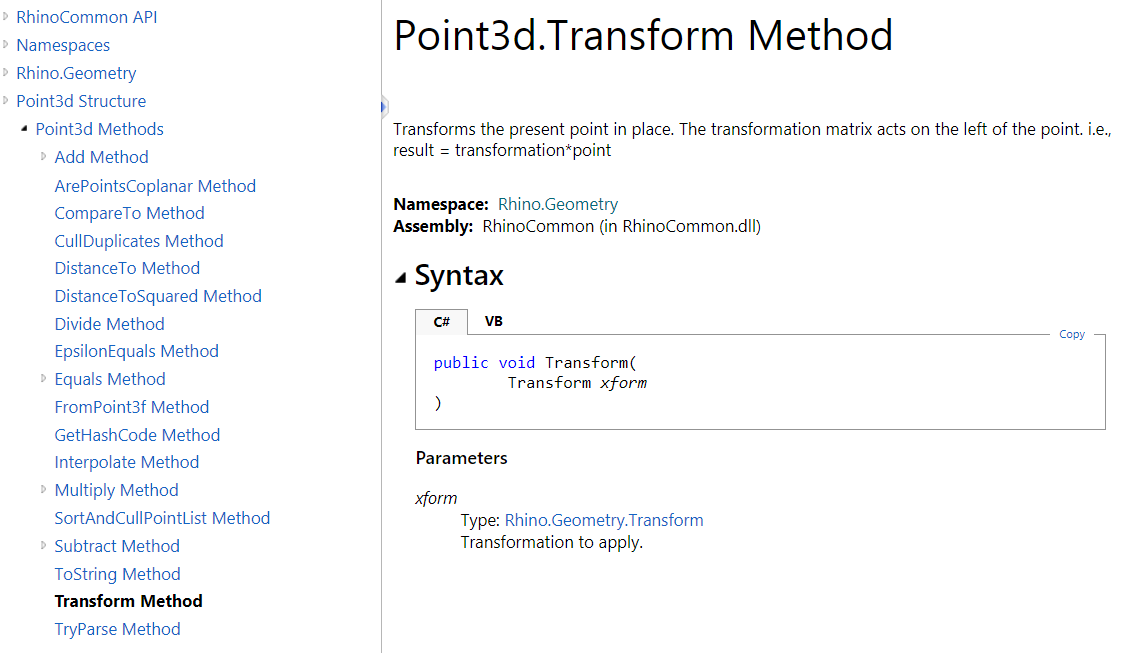 RhinoCommon API
Namespaces
Rhino.Geometry
Point3d Structure
Point3d Methods
Add Method
ArePointsCoplanar Method
CompareTo Method
CullDuplicates Method
DistanceTo Method
DistanceToSquared Method
Divide Method
EpsilonEquals Method
Equals Method
FromPoint3f Method
GetHashCode Method
Interpolate Method
Multiply Method
SortAndCullPointList Method
Subtract Method
ToString Method
Transform Method
TryParse Method
Point3d.Transform Method
Transforms the present point in place. The transformation matrix acts on the left of the point. i.e.,
result = transformation*point
Namespace: Rhino.Geometry
Assembly: RhinoCommon (in RhinoCommon.dll)
Syntax
C# VB
Copy
public void Transform(
Transform xform
)
Parameters
xform
Type: Rhino.Geometry.Transform
Transformation to apply.